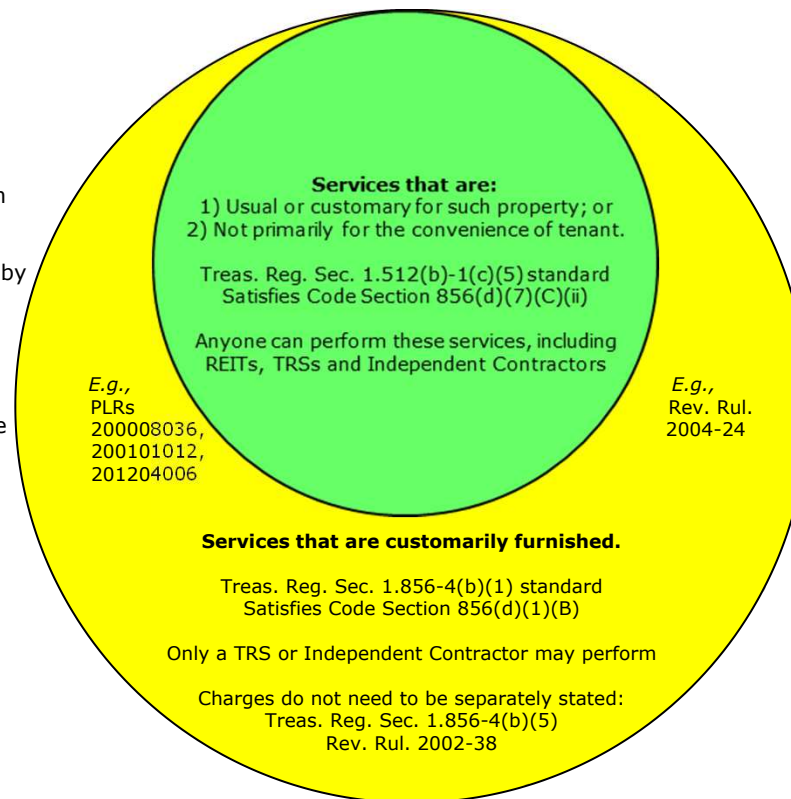 n
by
e
Services that are:
1) Usual or customary for such property; or
2) Not primarily for the convenience of tenant.
Treas. Reg. Sec. 1.512(b)-1(c)(5) standard
Satisfies Code Section 856(d)(7)(C)(ii)
Anyone can perform these services, including
REITs, TRSs and Independent Contractors
E.g.,
PLRs
200008036,
200101012,
201204006
E.g.,
Rev. Rul.
2004-24
Services that are customarily furnished.
Treas. Reg. Sec. 1.856-4(b)(1) standard
Satisfies Code Section 856(d)(1)(B)
Only a TRS or Independent Contractor may perform
Charges do not need to be separately stated:
Treas. Reg. Sec. 1.856-4(b)(5)
Rev. Rul. 2002-38